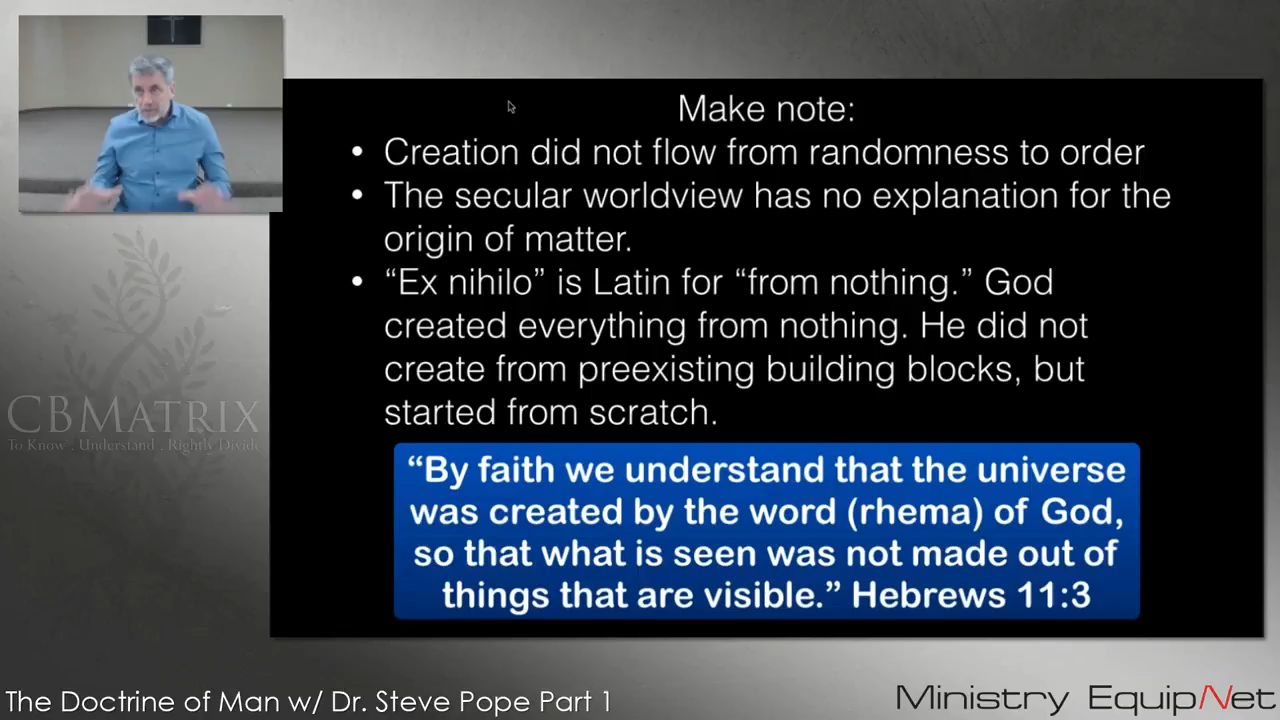 Make note:
• Creation did not flow from randomness to order
• The secular worldview has no explanation for the
origin of matter.
• “Ex nihilo” is Latin for “from nothing.” God
created everything from nothing. He did not
create from preexisting building blocks, but
started from scratch.
“By faith we understand that the universe
was created by the word (rhema) of God,
so that what is seen was not made out of
things that are visible.” Hebrews 11:3
CBMATRIX
To Know . Understand . Rightly Divide
The Doctrine of Man w/ Dr. Steve Pope Part 1
Ministry EquipNet